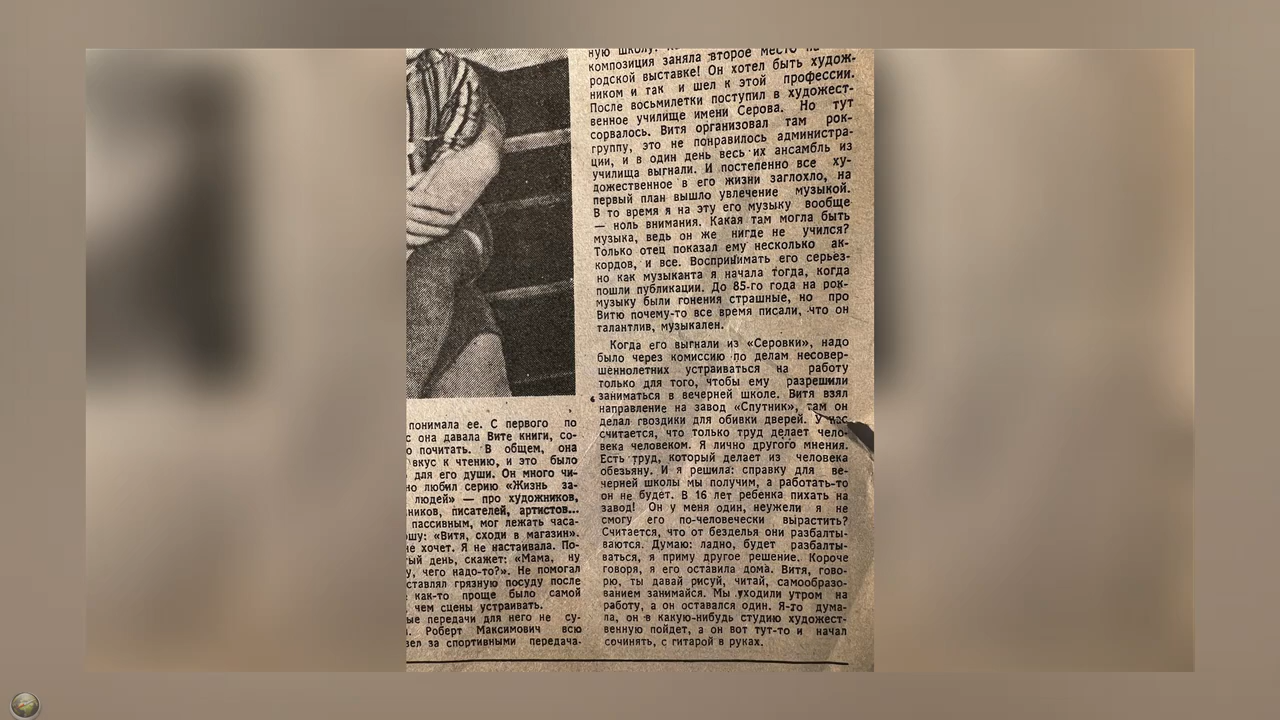 понимала ее. С первого по
с она давала Вите книги, со-
о почитать. В общем, она
вкус к чтению, и это было
для его души. Он много чи-
но любил серию «Жизнь за-
людей» — про художников,
ников, писателей, артистов...
пассивным, мог лежать часа-
ошу: «Витя, сходи в магазин».
не хочет. Я не настаивала. По-
тый день, скажет: «Мама, ну
у, чего надо-то?». Не помогал
ставлял грязную посуду после
как-то проще было самой
чем сцены устраивать.
ые передачи для него не су-
и. Роберт Максимович всю
вел за спортивными передача-
ную школу.
композиция заняла второе место на
родской выставке! Он хотел быть худож-
ником и так и шел к этой профессии.
После восьмилетки поступил в художест-
венное училище имени Серова. Но тут
сорвалось. Витя организовал там рок-
группу, это не понравилось администра-
ции, и в один день весь их ансамбль из
училища выгнали. И постепенно все ху-
дожественное в его жизни заглохло, на
первый план вышло увлечение музыкой.
В то время я на эту его музыку вообще
— ноль внимания. Какая там могла быть
музыка, ведь он же нигде не учился?
Только отец показал ему несколько ак-
кордов, и все. Воспринимать его серьез-
но как музыканта я начала тогда, когда
пошли публикации. До 85-го года на рок-
музыку были гонения страшные, но про
Витю почему-то все время писали, что он
талантлив, музыкален.
Когда его выгнали из «Серовки», надо
было через комиссию по делам несовер-
шеннолетних устраиваться на работу
только для того, чтобы ему разрешили
заниматься в вечерней школе. Витя взял
направление на завод «Спутник», там он
делал гвоздики для обивки дверей. У нас
считается, что только труд делает чело-
века человеком. Я лично другого мнения.
Есть труд, который делает из человека
обезьяну. И я решила: справку для ве-
черней школы мы получим, а работать-то
он не будет. В 16 лет ребенка пихать на
завод! Он у меня один, неужели я не
смогу его по-человечески вырастить?
Считается, что от безделья они разбалты-
ваются. Думаю: ладно, будет разбалты-
ваться, я приму другое решение. Короче
говоря, я его оставила дома. Витя, гово-
рю, ты давай рисуй, читай, самообразо-
ванием занимайся. Мы уходили утром на
работу, а он оставался один. Я-то дума-
ла, он в какую-нибудь студию художест-
венную пойдет, а он вот тут-то и начал
сочинять, с гитарой в руках.